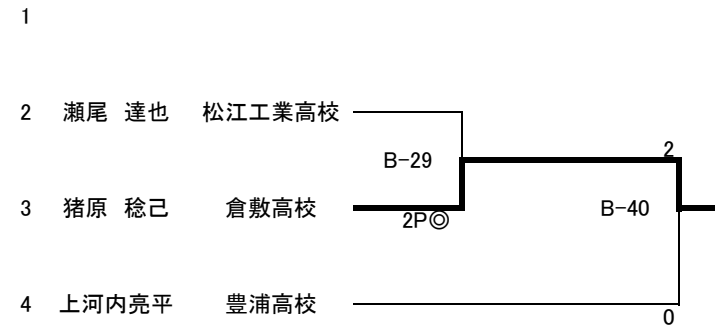 1
2 瀬尾 達也 松江工業高校
B-29
2
3 猪原 稔己 倉敷高校
2P◎
B-40
4 上河内亮平 豊浦高校
0